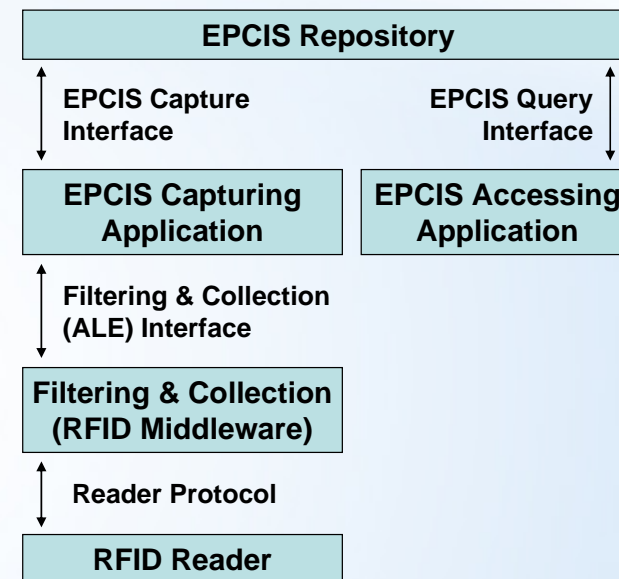 EPCIS Repository
EPCIS Capture
Interface
EPCIS Query
Interface
EPCIS Capturing
Application
EPCIS Accessing
Application
Filtering & Collection
(ALE) Interface
Filtering & Collection
(RFID Middleware)
Reader Protocol
RFID Reader